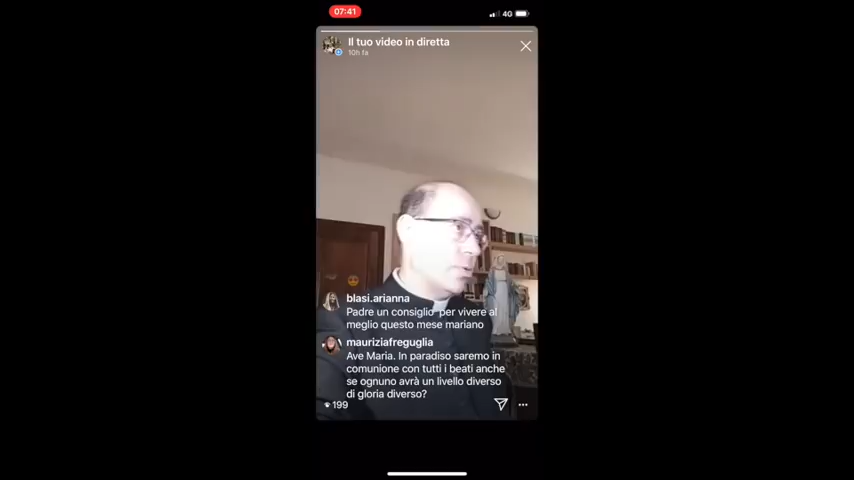 07:41
4G
Il tuo video in diretta
10h fa
blasi.arianna
Padre un consiglio per vivere al
meglio questo mese mariano
mauriziafreguglia
Ave Maria. In paradiso saremo in
comunione con tutti i beati anche
se ognuno avrà un livello diverso
di gloria diverso?
199